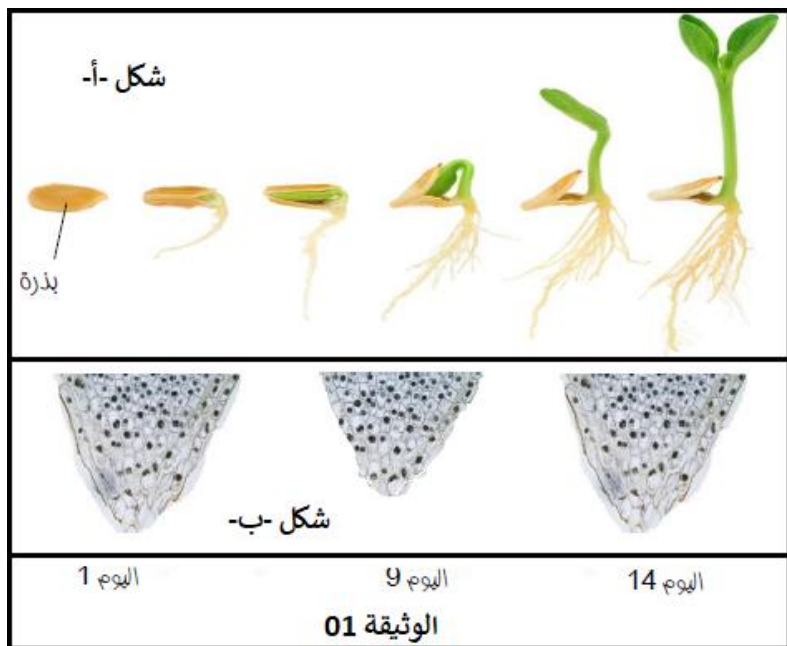 شكل -أ-
بذرة
شكل -ب-
اليوم 1
اليوم 9
اليوم 14
الوثيقة 01